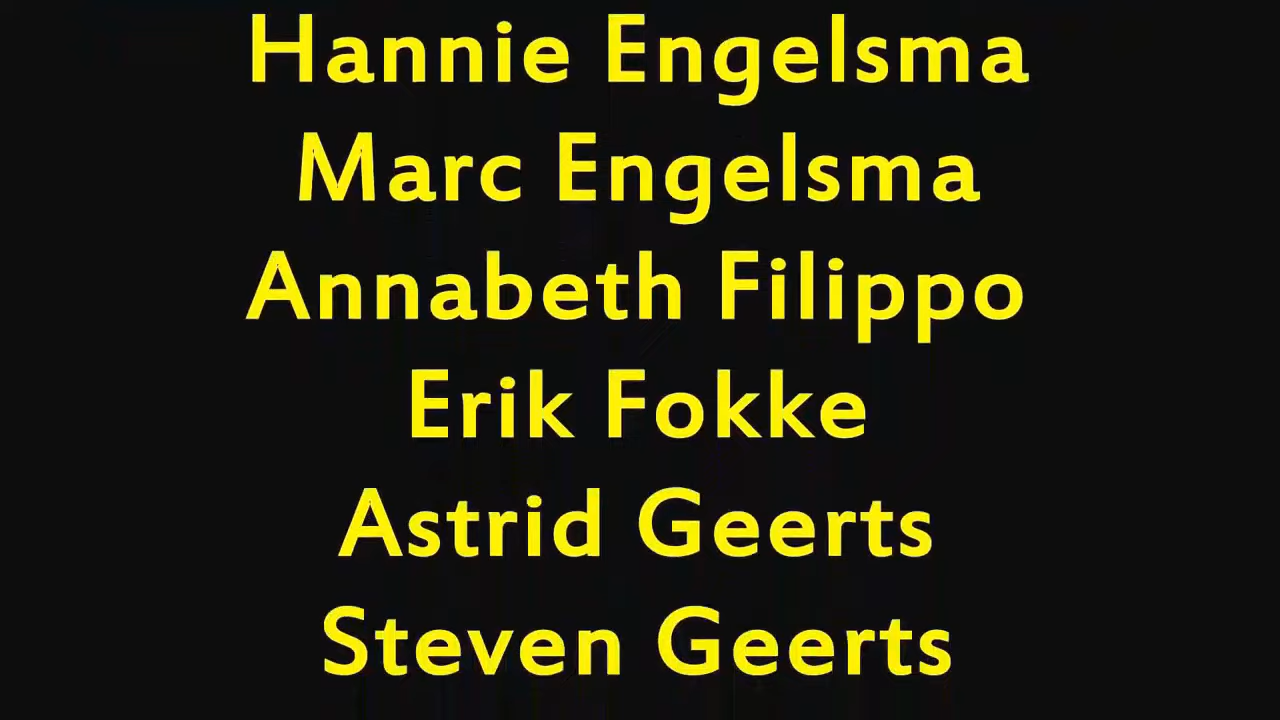 Hannie Engelsma
Marc Engelsma
Annabeth Filippo
Erik Fokke
Astrid Geerts
Steven Geerts